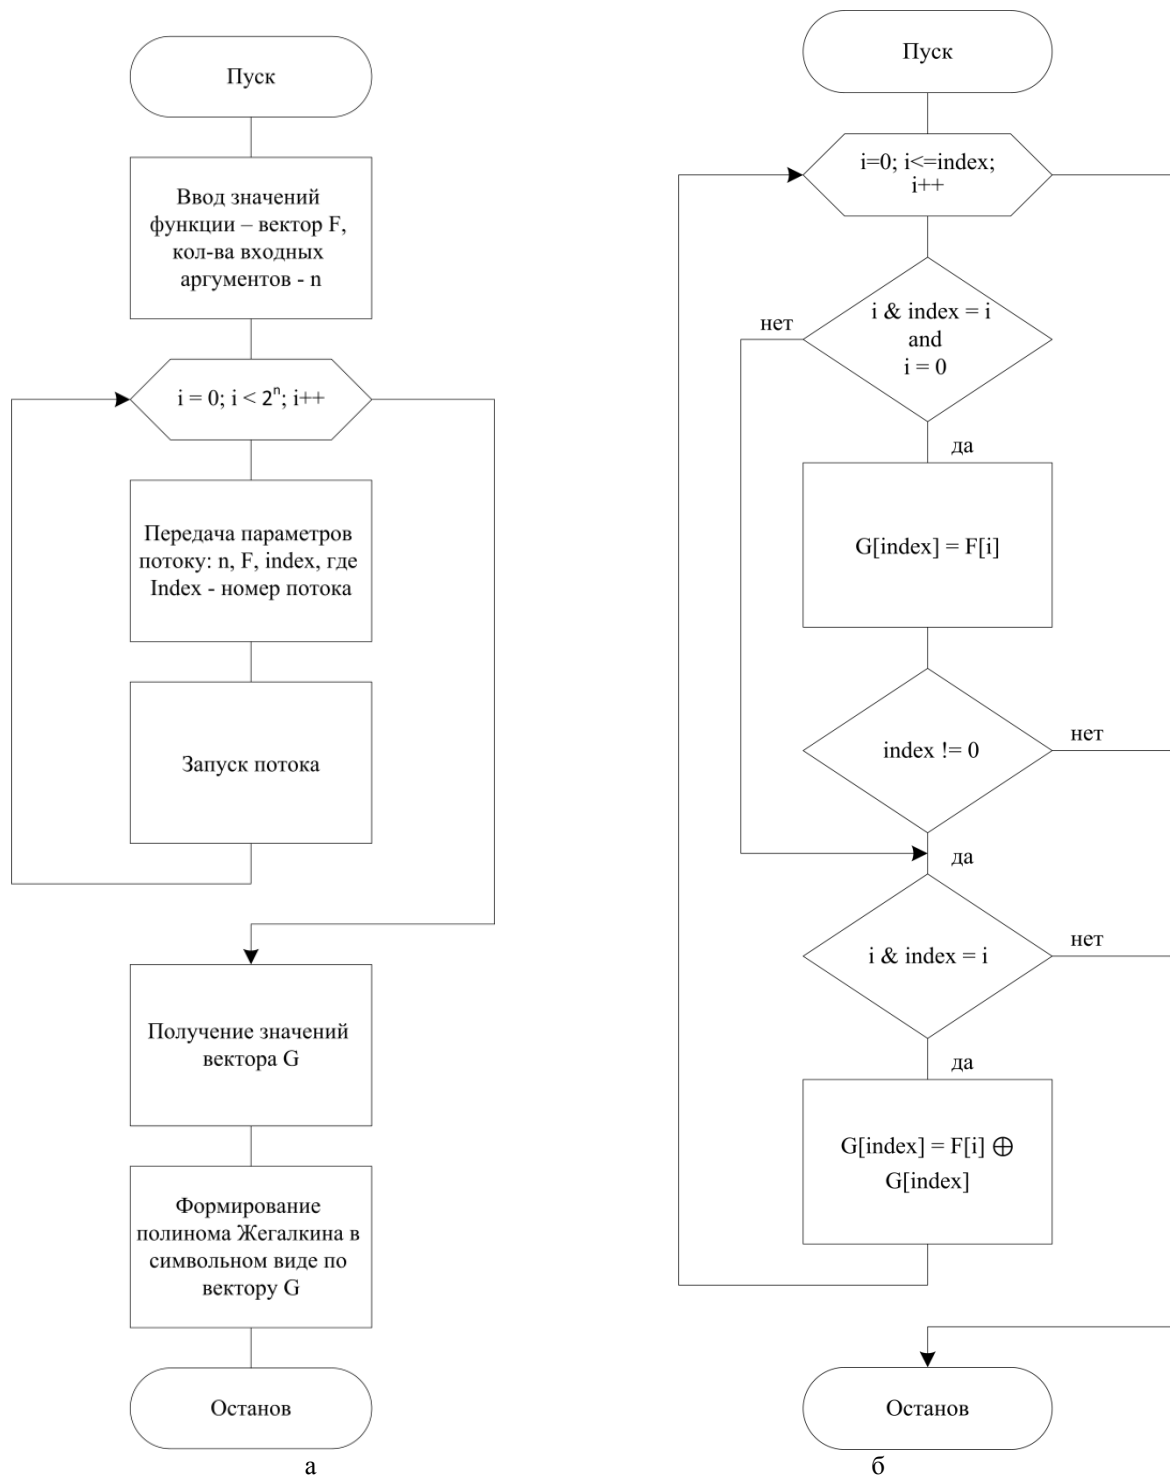 Пуск
Ввод значений
функции – вектор F,
кол-ва входных
аргументов - n
i = 0; i < 2ⁿ; i++
Передача параметров
потоку: n, F, index, где
Index - номер потока
Запуск потока
Получение значений
вектора G
Формирование
полинома Жегалкина в
символьном виде по
вектору G
Останов
а
Пуск
i=0; i<=index;
i++
i & index = i
and
i = 0
нет
да
G[index] = F[i]
index != 0
нет
да
i & index = i
нет
да
G[index] = F[i] ⊕
G[index]
Останов
б